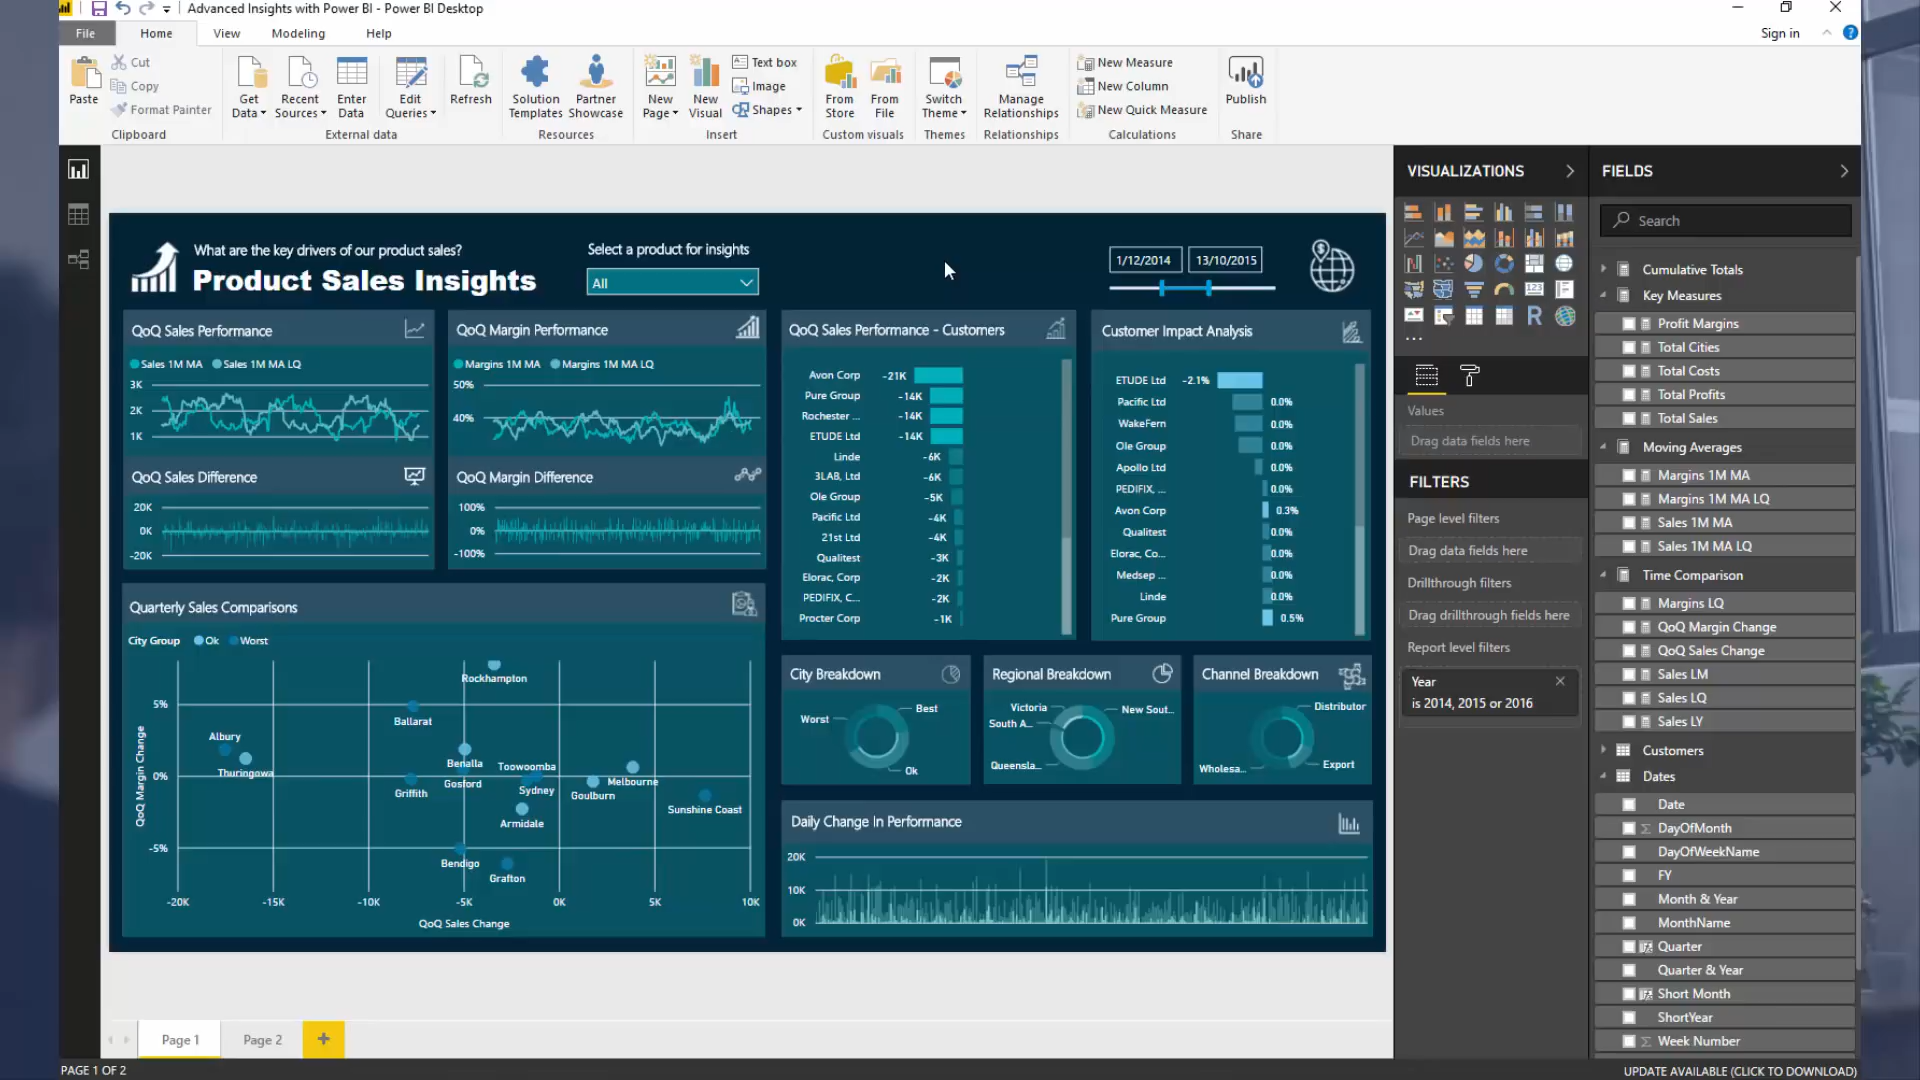 Advanced Insights with Power BI - Power BI Desktop
File
Home
View
Modeling
Help
Sign in
Paste
Cut
Copy
Format Painter
Clipboard
Get Data
Recent Sources
Enter Data
Edit Queries
Refresh
External data
Solution Templates
Partner Showcase
Resources
New Page
New Visual
Text box
Image
Shapes
Insert
From Store
From File
Custom visuals
Switch Theme
Themes
Manage Relationships
Relationships
New Measure
New Column
New Quick Measure
Calculations
Publish
Share
What are the key drivers of our product sales?
Product Sales Insights
Select a product for insights
All
1/12/2014
13/10/2015
QoQ Sales Performance
Sales 1M MA
Sales 1M MA LQ
3K
2K
1K
QoQ Margin Performance
Margins 1M MA
Margins 1M MA LQ
50%
40%
QoQ Sales Difference
20K
0K
-20K
QoQ Margin Difference
100%
0%
-100%
QoQ Sales Performance - Customers
Avon Corp -21K
Pure Group -14K
Rochester ... -14K
ETUDE Ltd -14K
Linde -6K
3LAB, Ltd -6K
Ole Group -5K
Pacific Ltd -4K
21st Ltd -4K
Qualitest -3K
Elorac, Corp -2K
PEDIFIX, C... -2K
Procter Corp -1K
Customer Impact Analysis
ETUDE Ltd -2.1%
Pacific Ltd 0.0%
WakeFern 0.0%
Ole Group 0.0%
Apollo Ltd 0.0%
PEDIFIX, ... 0.0%
Avon Corp 0.3%
Qualitest 0.0%
Elorac, Co... 0.0%
Medsep ... 0.0%
Linde 0.0%
Pure Group 0.5%
Quarterly Sales Comparisons
City Group
Ok
Worst
QoQ Margin Change
5%
0%
-5%
Rockhampton
Ballarat
Albury
Thuringowa
Benalla
Gosford
Griffith
Toowoomba
Sydney
Goulburn
Melbourne
Sunshine Coast
Armidale
Bendigo
Grafton
-20K
-15K
-10K
-5K
0K
5K
10K
QoQ Sales Change
City Breakdown
Worst
Best
Ok
Regional Breakdown
Victoria
South A...
New Sout...
Queensla...
Channel Breakdown
Distributor
Wholesa...
Export
Daily Change In Performance
20K
10K
0K
VISUALIZATIONS
R
Values
Drag data fields here
FILTERS
Page level filters
Drag data fields here
Drillthrough filters
Drag drillthrough fields here
Report level filters
Year
is 2014, 2015 or 2016
FIELDS
Search
Cumulative Totals
Key Measures
Profit Margins
Total Cities
Total Costs
Total Profits
Total Sales
Moving Averages
Margins 1M MA
Margins 1M MA LQ
Sales 1M MA
Sales 1M MA LQ
Time Comparison
Margins LQ
QoQ Margin Change
QoQ Sales Change
Sales LM
Sales LQ
Sales LY
Customers
Dates
Date
DayOfMonth
DayOfWeekName
FY
Month & Year
MonthName
Quarter
Quarter & Year
Short Month
ShortYear
Week Number
Page 1
Page 2
PAGE 1 OF 2
UPDATE AVAILABLE (CLICK TO DOWNLOAD)